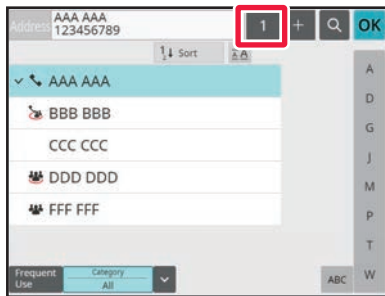 Address
AAA AAA
123456789
1
+
OK
Sort
AAA AAA
BBB BBB
CCC CCC
DDD DDD
FFF FFF
A
D
G
J
M
P
T
W
Frequent
Use
Category
All
ABC